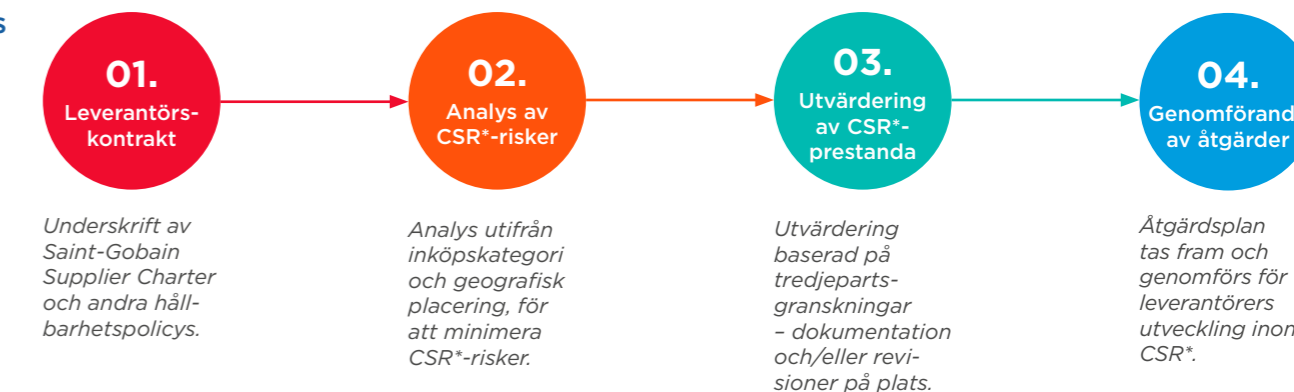 s
01.
Leverantörs-
kontrakt
02.
Analys av
CSR*-risker
03.
Utvärdering
av CSR*-
prestanda
04.
Genomförand
av åtgärder
Underskrift av
Saint-Gobain
Supplier Charter
och andra håll-
barhetspolicys.
Analys utifrån
inköpskategori
och geografisk
placering, för
att minimera
CSR*-risker.
Utvärdering
baserad på
tredjeparts-
granskningar
– dokumentation
och/eller revi-
sioner på plats.
Åtgärdsplan
tas fram och
genomförs för
leverantörers
utveckling inon
CSR*.